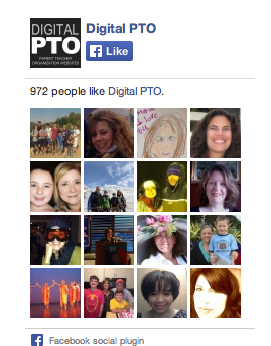 DIGITAL
PTO
PARENT TEACHER
ORGANIZATION WEBSITES
Digital PTO
Like
972 people like Digital PTO.
Facebook social plugin